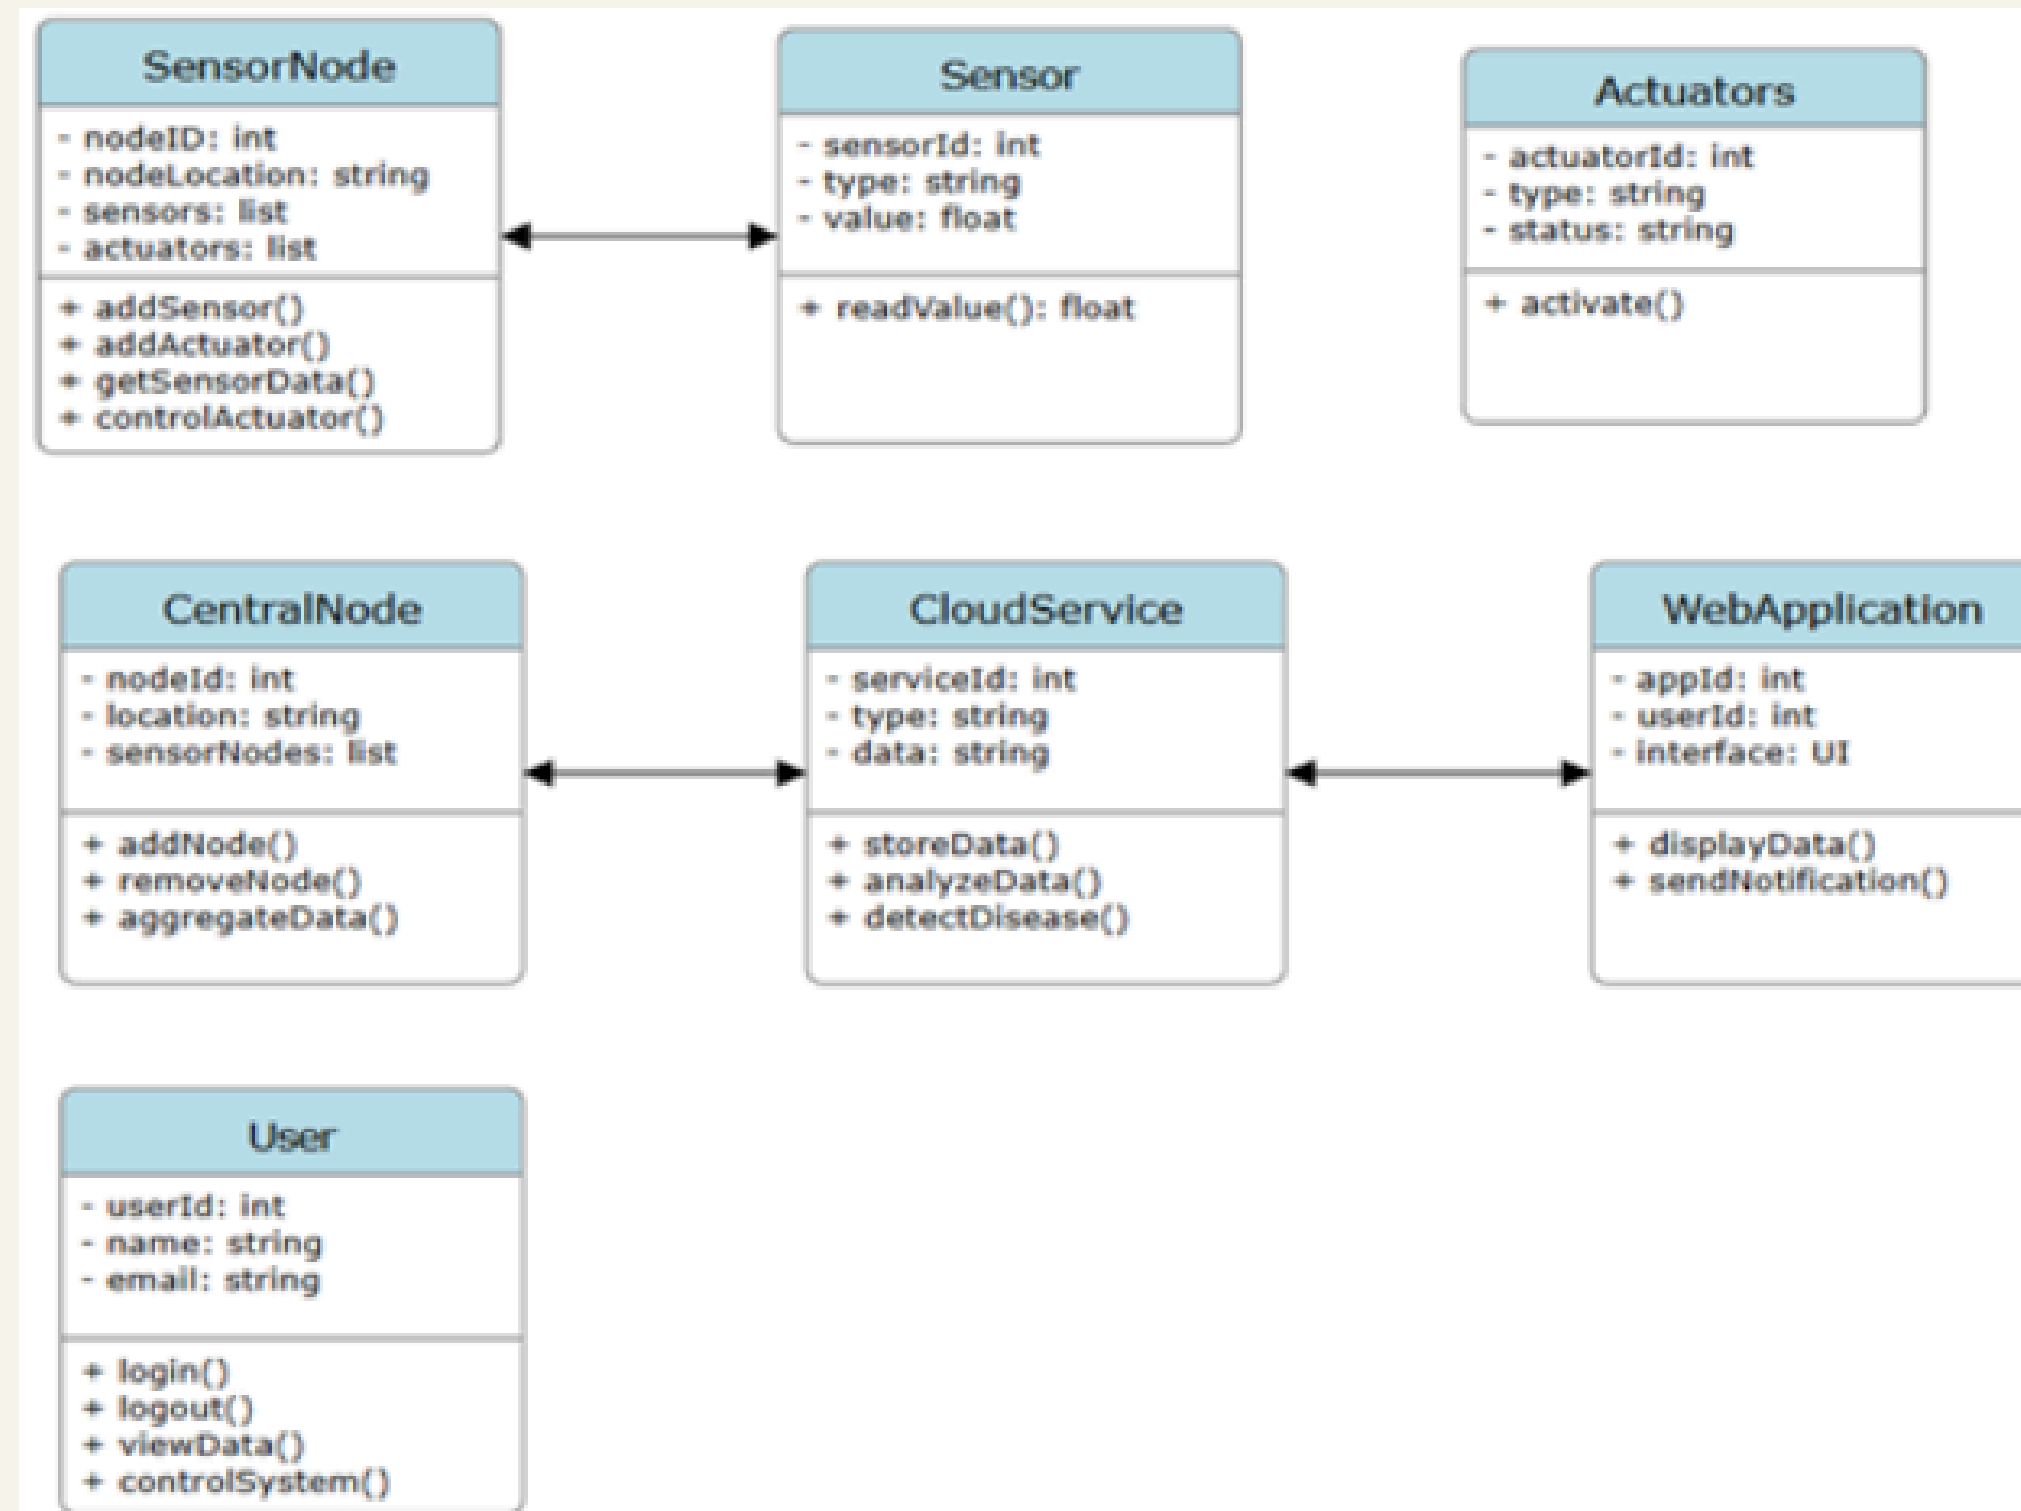 SensorNode
- nodeID: int
- nodeLocation: string
- sensors: list
- actuators: list
+ addSensor()
+ addActuator()
+ getSensorData()
+ controlActuator()
Sensor
- sensorId: int
- type: string
- value: float
+ readValue(): float
Actuators
- actuatorId: int
- type: string
- status: string
+ activate()
CentralNode
- nodeId: int
- location: string
- sensorNodes: list
+ addNode()
+ removeNode()
+ aggregateData()
CloudService
- serviceId: int
- type: string
- data: string
+ storeData()
+ analyzeData()
+ detectDisease()
WebApplication
- appId: int
- userId: int
- interface: UI
+ displayData()
+ sendNotification()
User
- userId: int
- name: string
- email: string
+ login()
+ logout()
+ viewData()
+ controlSystem()